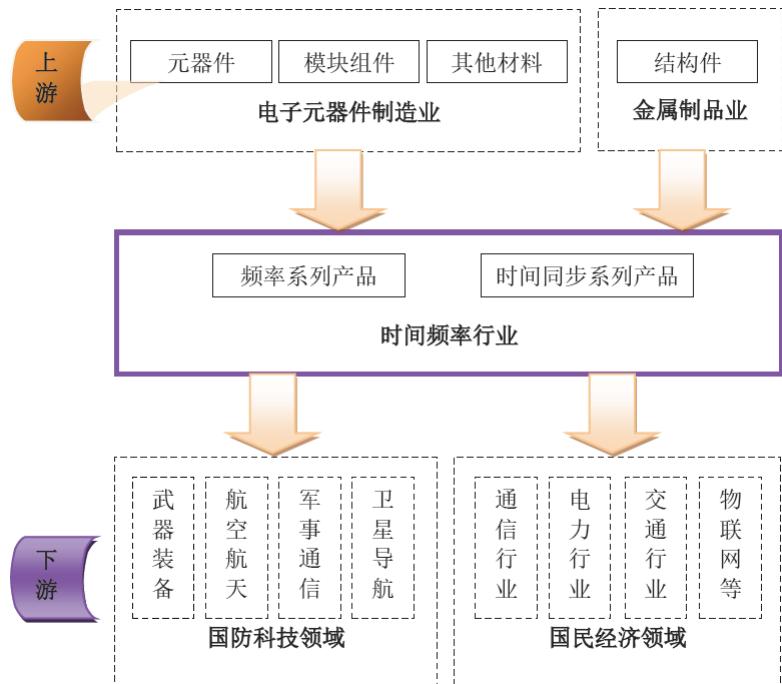 上游
元器件
模块组件
其他材料
电子元器件制造业
结构件
金属制品业
频率系列产品
时间同步系列产品
时间频率行业
下游
武器装备
航空航天
军事通信
卫星导航
国防科技领域
通信行业
电力行业
交通行业
物联网等
国民经济领域